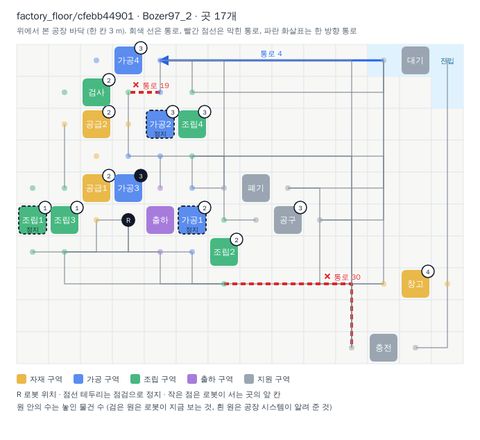 factory_floor/cfebb44901 · Bozer97_2 · 곳 17개
위에서 본 공장 바닥 (한 칸 3 m). 회색 선은 통로, 빨간 점선은 막힌 통로, 파란 화살표는 한 방향 통로
가공4 3 통로 4 대기 전립
검사 2 ✕ 통로 19
공급2 2 가공2 3 정지 조립4 3
공급1 2 가공3 3 폐기
조립1 1 정지 조립3 1 R 출하 가공1 2 정지 공구 3
조립2 2
✕ 통로 30 창고 4
충전
자재 구역 가공 구역 조립 구역 출하 구역 지원 구역
R 로봇 위치 · 점선 테두리는 점검으로 정지 · 작은 점은 로봇이 서는 곳의 앞 칸
원 안의 수는 놓인 물건 수 (검은 원은 로봇이 지금 보는 것, 흰 원은 공장 시스템이 알려 준 것)